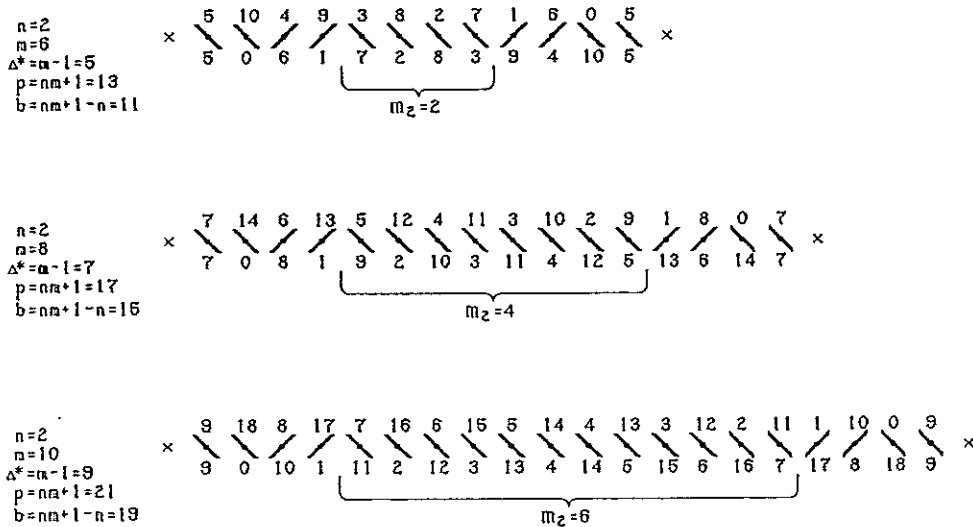 5 10 4 9 3 8 2 7 1 6 0 5
n=2
× ×
m=6
5 0 6 1 7 2 8 3 9 4 10 5
Δ*=m-1=5
p=nm+1=13
b=nm+1-n=11
m2=2
7 14 6 13 5 12 4 11 3 10 2 9 1 8 0 7
n=2
× ×
m=8
7 0 8 1 9 2 10 3 11 4 12 5 13 6 14 7
Δ*=m-1=7
p=nm+1=17
b=nm+1-n=15
m2=4
9 18 8 17 7 16 6 15 5 14 4 13 3 12 2 11 1 10 0 9
n=2
× ×
m=10
9 0 10 1 11 2 12 3 13 4 14 5 15 6 16 7 17 8 18 9
Δ*=m-1=9
p=nm+1=21
b=nm+1-n=19
m2=6